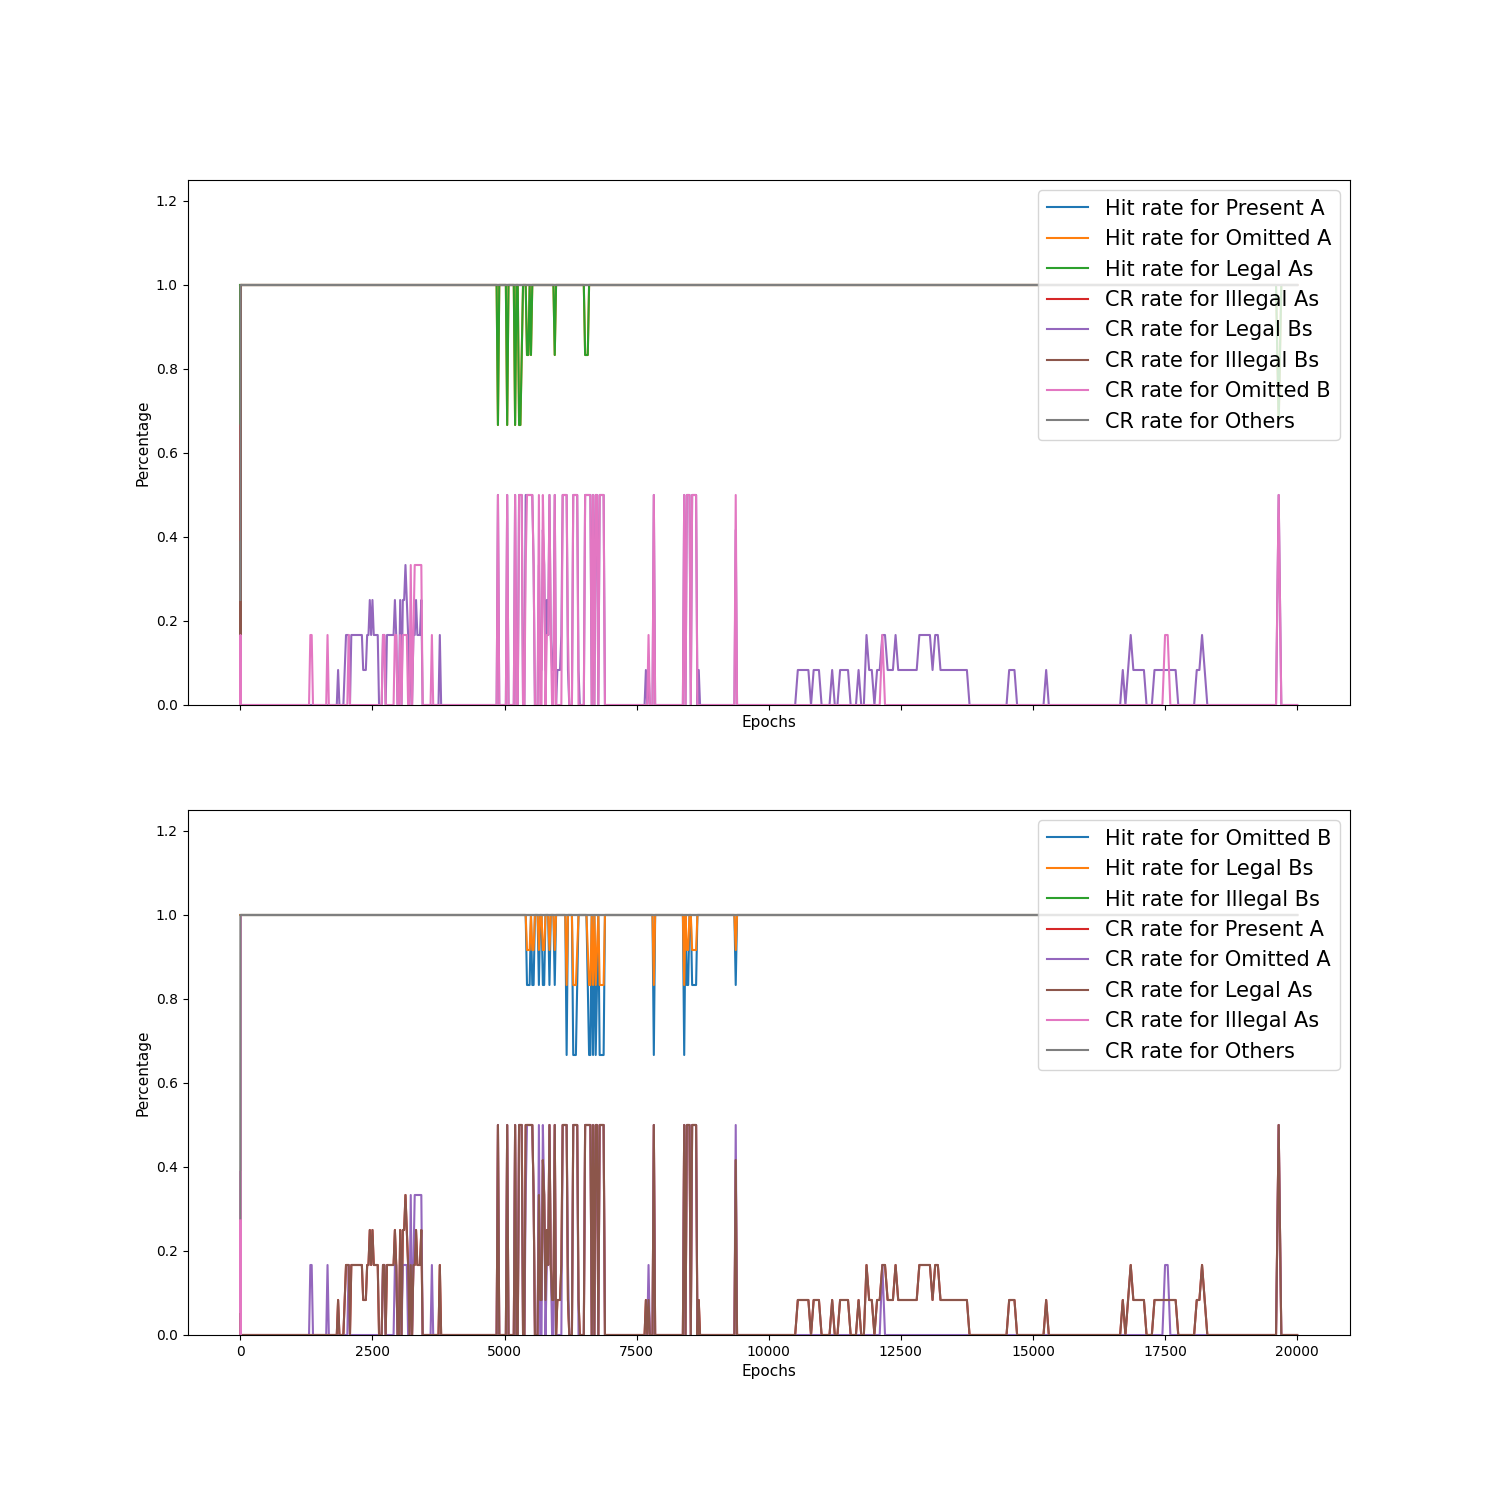 1.2
1.0
0.8
0.6
0.4
0.2
0.0
Percentage
Epochs
Hit rate for Present A
Hit rate for Omitted A
Hit rate for Legal As
CR rate for Illegal As
CR rate for Legal Bs
CR rate for Illegal Bs
CR rate for Omitted B
CR rate for Others
1.2
1.0
0.8
0.6
0.4
0.2
0.0
Percentage
Hit rate for Omitted B
Hit rate for Legal Bs
Hit rate for Illegal Bs
CR rate for Present A
CR rate for Omitted A
CR rate for Legal As
CR rate for Illegal As
CR rate for Others
0 2500 5000 7500 10000 12500 15000 17500 20000
Epochs